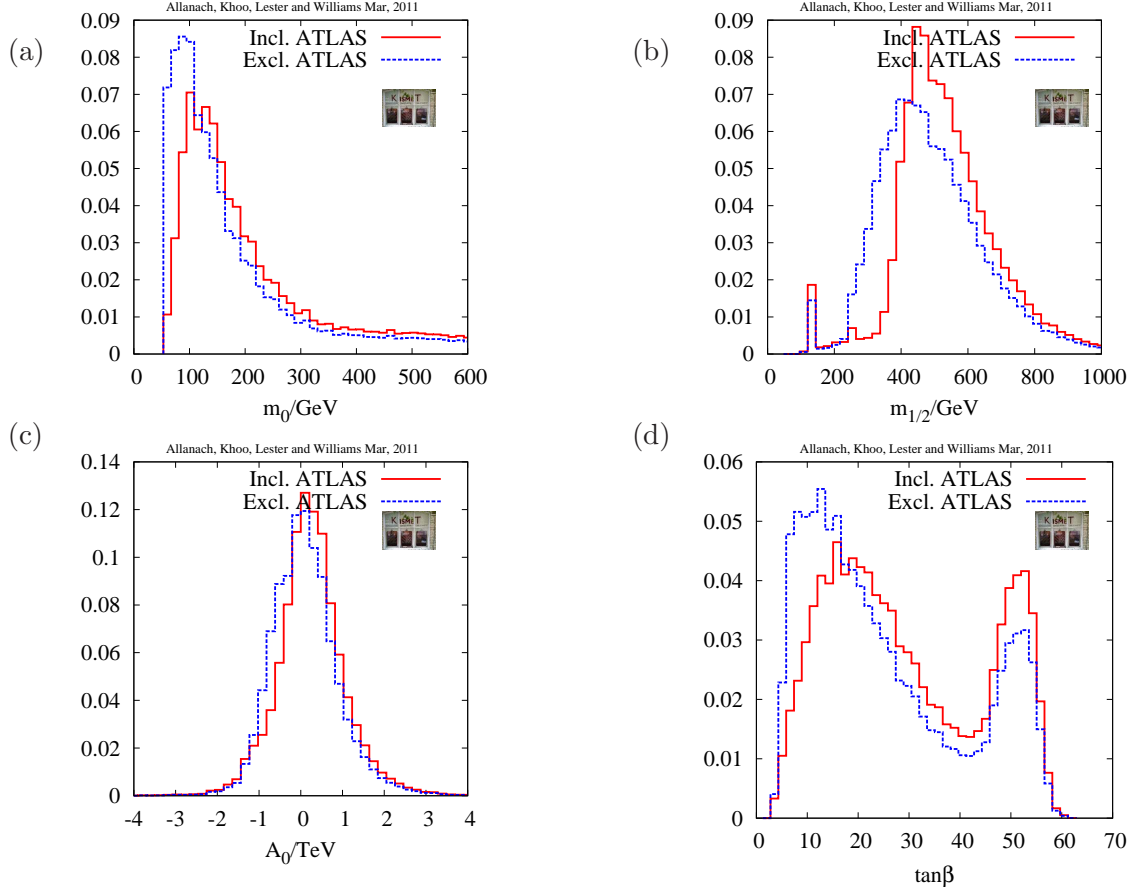 (a)
Allanach, Khoo, Lester and Williams Mar, 2011
Incl. ATLAS
Excl. ATLAS
K ISMET
0.09
0.08
0.07
0.06
0.05
0.04
0.03
0.02
0.01
0
0 100 200 300 400 500 600
m0/GeV
(b)
Allanach, Khoo, Lester and Williams Mar, 2011
Incl. ATLAS
Excl. ATLAS
K ISMET
0.09
0.08
0.07
0.06
0.05
0.04
0.03
0.02
0.01
0
0 200 400 600 800 1000
m1/2/GeV
(c)
Allanach, Khoo, Lester and Williams Mar, 2011
Incl. ATLAS
Excl. ATLAS
K ISMET
0.14
0.12
0.1
0.08
0.06
0.04
0.02
0
-4 -3 -2 -1 0 1 2 3 4
A0/TeV
(d)
Allanach, Khoo, Lester and Williams Mar, 2011
Incl. ATLAS
Excl. ATLAS
K ISMET
0.06
0.05
0.04
0.03
0.02
0.01
0
0 10 20 30 40 50 60 70
tanβ